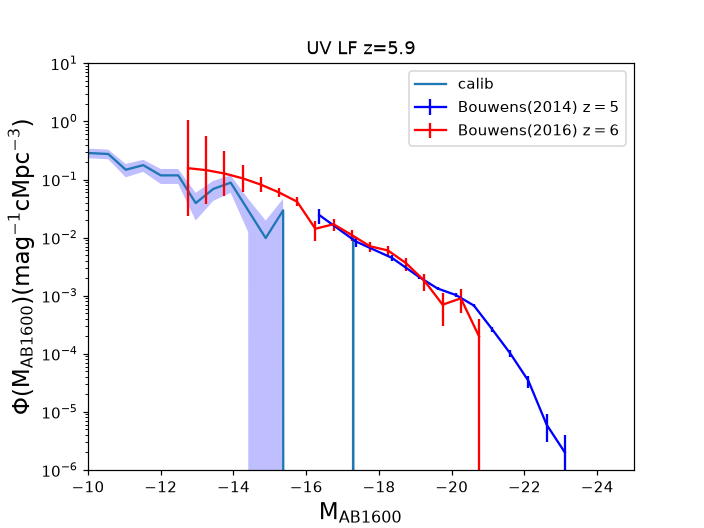 UV LF z=5.9
calib
Bouwens(2014) z = 5
Bouwens(2016) z = 6
Φ(M_AB1600)(mag⁻¹cMpc⁻³)
10¹
10⁰
10⁻¹
10⁻²
10⁻³
10⁻⁴
10⁻⁵
10⁻⁶
−10 −12 −14 −16 −18 −20 −22 −24
M_AB1600